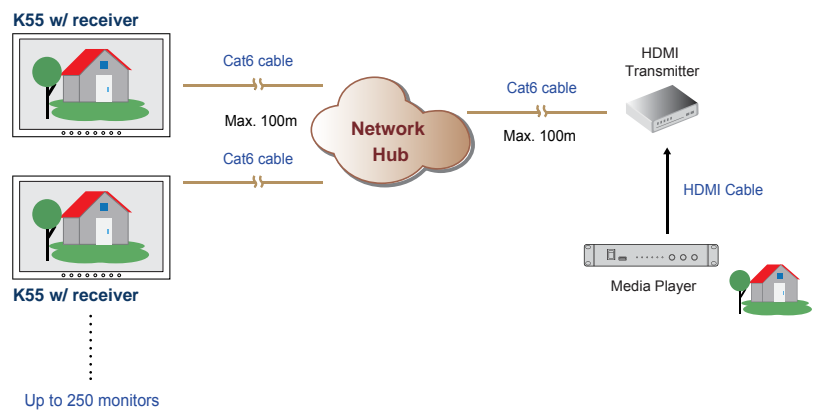 K55 w/ receiver
Cat6 cable
Max. 100m
Cat6 cable
K55 w/ receiver
Up to 250 monitors
Network
Hub
Cat6 cable
Max. 100m
HDMI
Transmitter
HDMI Cable
Media Player